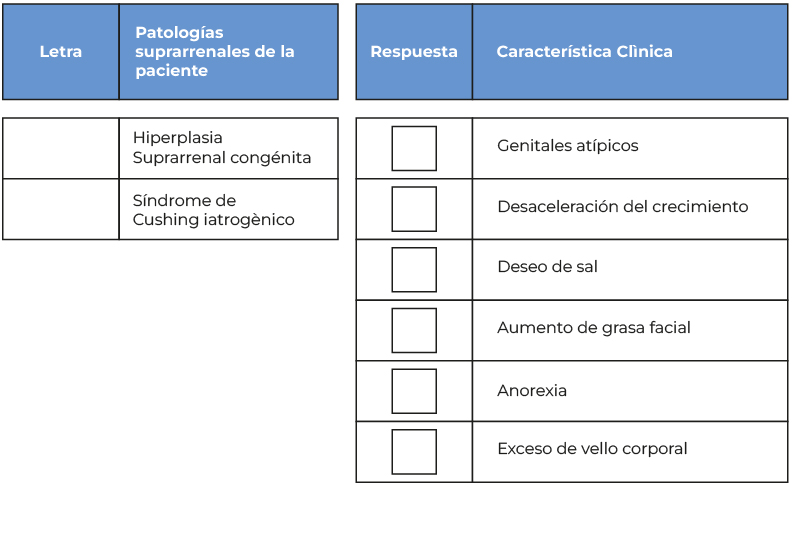 Letra
Patologías
suprarrenales de la
paciente
Hiperplasia
Suprarrenal congénita
Síndrome de
Cushing iatrogènico
Respuesta
Característica Clìnica
Genitales atípicos
Desaceleración del crecimiento
Deseo de sal
Aumento de grasa facial
Anorexia
Exceso de vello corporal